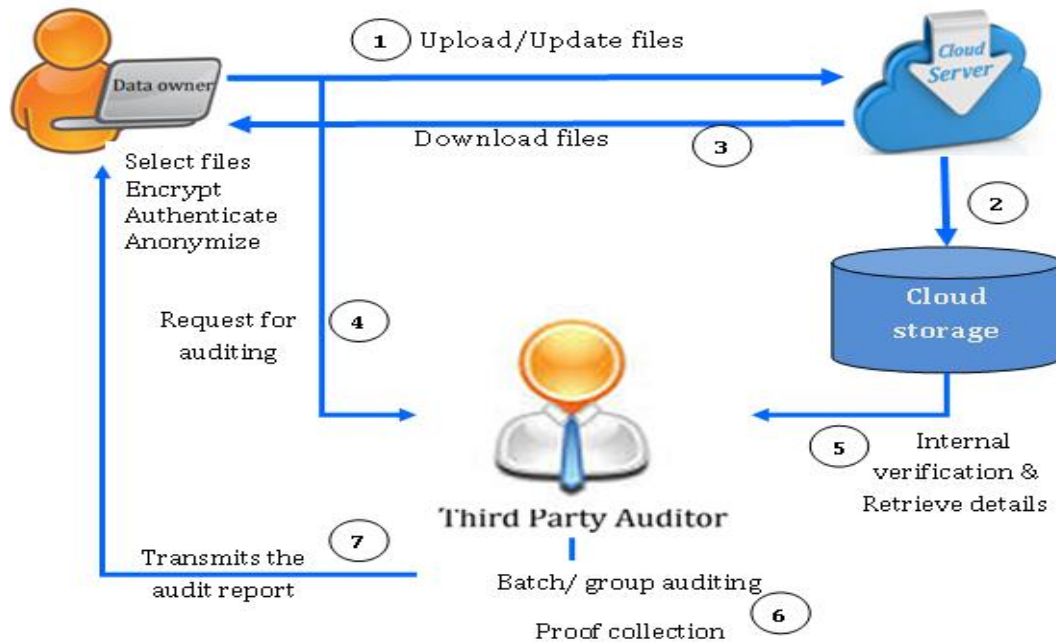 1 Upload/Update files
Cloud
Server
Data owner
Download files
3
Select files
Encrypt
Authenticate
Anonymize
2
Cloud
storage
Request for
auditing
4
5
Internal
verification &
Retrieve details
Third Party Auditor
7
Transmits the
audit report
Batch/ group auditing
6
Proof collection